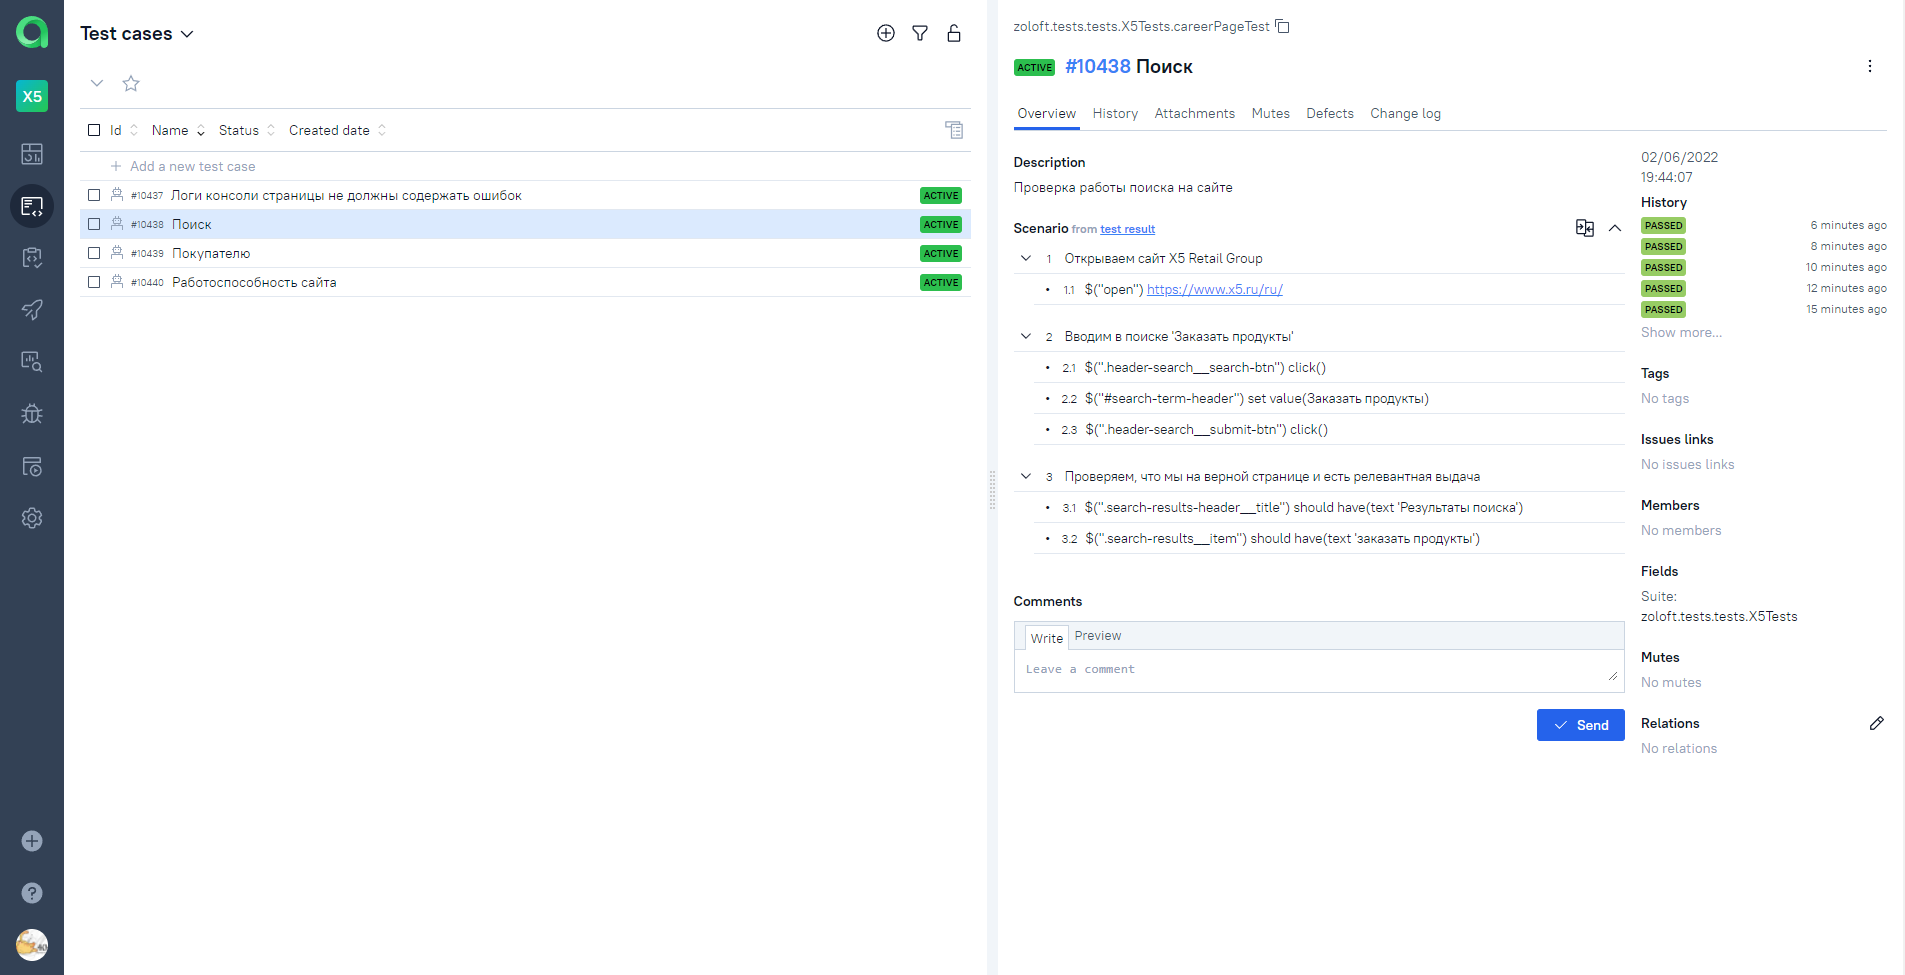 X5
Test cases
Id Name Status Created date
Add a new test case
#10437 Логи консоли страницы не должны содержать ошибок ACTIVE
#10438 Поиск ACTIVE
#10439 Покупателю ACTIVE
#10440 Работоспособность сайта ACTIVE
zoloft.tests.tests.X5Tests.careerPageTest
ACTIVE #10438 Поиск
Overview History Attachments Mutes Defects Change log
Description
Проверка работы поиска на сайте
Scenario from test result
1 Открываем сайт X5 Retail Group
1.1 $("open") https://www.x5.ru/ru/
2 Вводим в поиске 'Заказать продукты'
2.1 $(".header-search__search-btn") click()
2.2 $("#search-term-header") set value(Заказать продукты)
2.3 $(".header-search__submit-btn") click()
3 Проверяем, что мы на верной странице и есть релевантная выдача
3.1 $(".search-results-header__title") should have(text 'Результаты поиска')
3.2 $(".search-results__item") should have(text 'заказать продукты')
Comments
Write Preview
Leave a comment
Send
02/06/2022
19:44:07
History
PASSED 6 minutes ago
PASSED 8 minutes ago
PASSED 10 minutes ago
PASSED 12 minutes ago
PASSED 15 minutes ago
Show more...
Tags
No tags
Issues links
No issues links
Members
No members
Fields
Suite:
zoloft.tests.tests.X5Tests
Mutes
No mutes
Relations
No relations